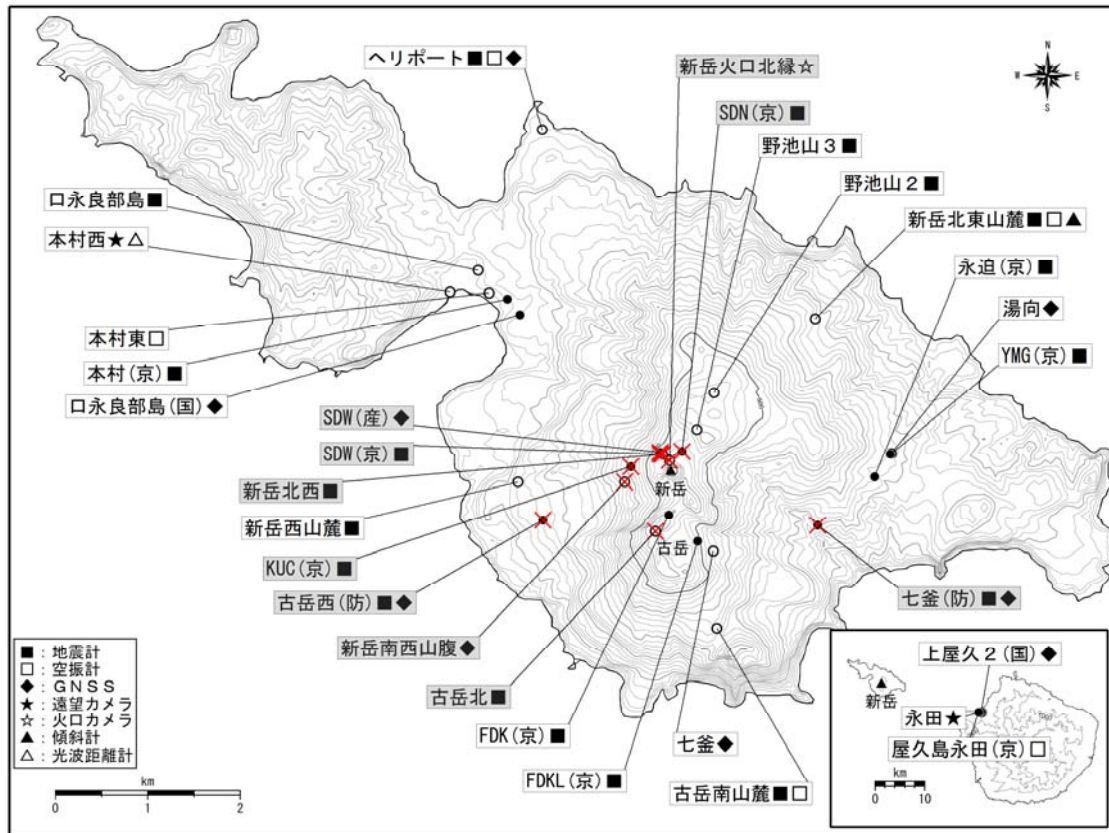 ヘリポート■□◆
新岳火口北縁☆
N
W E
S
SDN(京)■
野池山3■
野池山2■
口永良部島■
新岳北東山麓■□▲
本村西★△
永迫(京)■
湯向◆
本村東□
YMG(京)■
本村(京)■
口永良部島(国)◆
SDW(産)◆
SDW(京)■
新岳北西■
新岳
新岳西山麓■
古岳
KUC(京)■
古岳西(防)■◆
七釜(防)■◆
新岳南西山腹◆
古岳北■
FDK(京)■
七釜◆
FDKL(京)■
古岳南山麓■□
■:地震計
□:空振計
◆:GNSS
★:遠望カメラ
☆:火口カメラ
▲:傾斜計
△:光波距離計
km
0 1 2
上屋久2(国)◆
新岳
永田★
屋久島永田(京)□
km
0 10